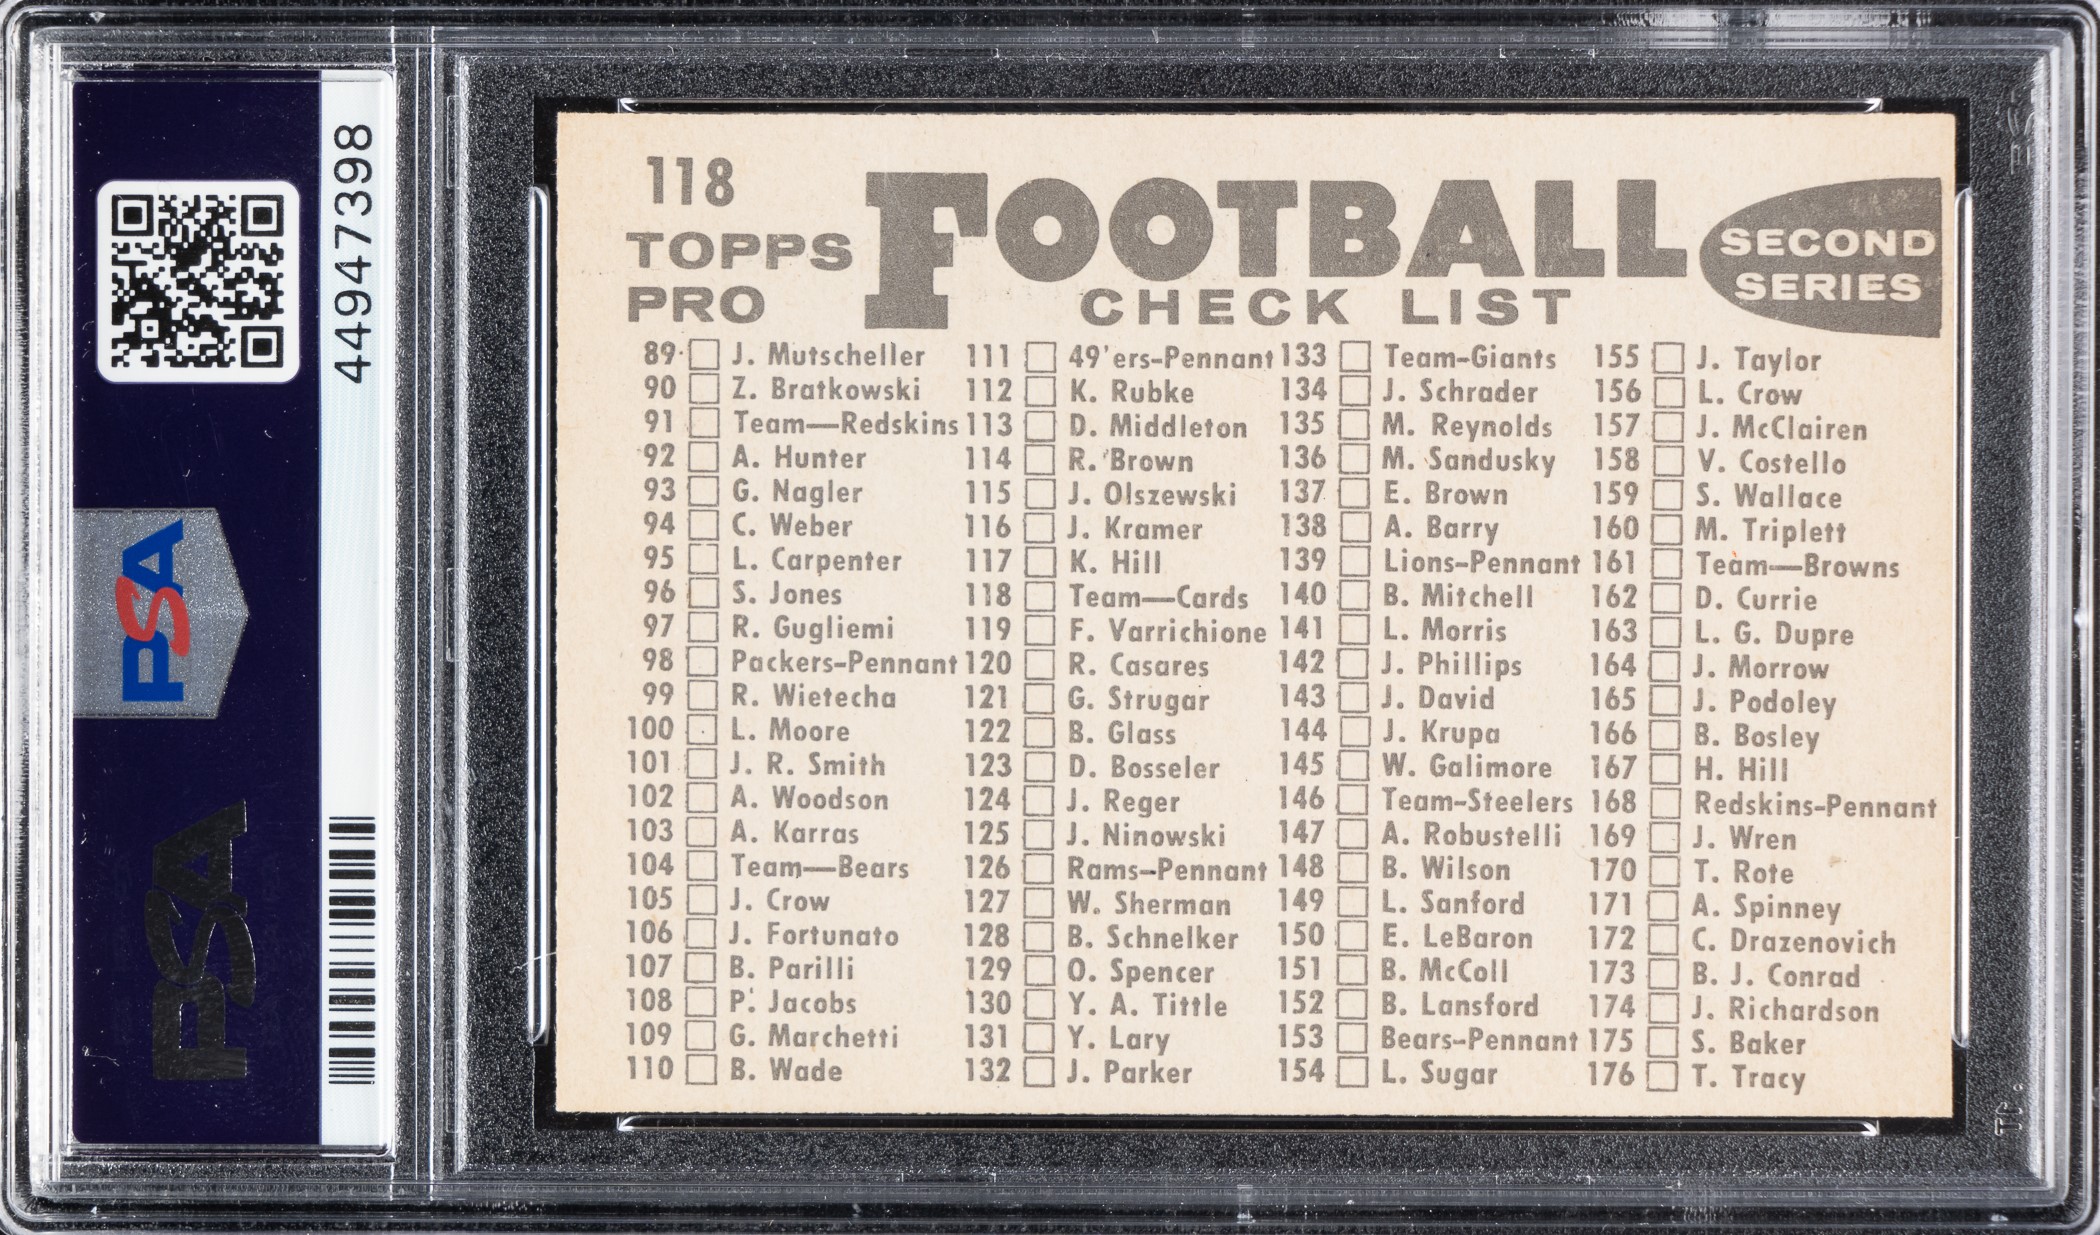 44947398
PSA
PSA
118
TOPPS PRO
FOOTBALL
CHECK LIST
SECOND SERIES
89 J. Mutscheller
90 Z. Bratkowski
91 Team—Redskins
92 A. Hunter
93 G. Nagler
94 C. Weber
95 L. Carpenter
96 S. Jones
97 R. Gugliemi
98 Packers-Pennant
99 R. Wietecha
100 L. Moore
101 J. R. Smith
102 A. Woodson
103 A. Karras
104 Team—Bears
105 J. Crow
106 J. Fortunato
107 B. Parilli
108 P. Jacobs
109 G. Marchetti
110 B. Wade
111 49'ers-Pennant
112 K. Rubke
113 D. Middleton
114 R. Brown
115 J. Olszewski
116 J. Kramer
117 K. Hill
118 Team—Cards
119 F. Varrichione
120 R. Casares
121 G. Strugar
122 B. Glass
123 D. Bosseler
124 J. Reger
125 J. Ninowski
126 Rams-Pennant
127 W. Sherman
128 B. Schnelker
129 O. Spencer
130 Y. A. Tittle
131 Y. Lary
132 J. Parker
133 Team-Giants
134 J. Schrader
135 M. Reynolds
136 M. Sandusky
137 E. Brown
138 A. Barry
139 Lions-Pennant
140 B. Mitchell
141 L. Morris
142 J. Phillips
143 J. David
144 J. Krupa
145 W. Galimore
146 Team-Steelers
147 A. Robustelli
148 B. Wilson
149 L. Sanford
150 E. LeBaron
151 B. McColl
152 B. Lansford
153 Bears-Pennant
154 L. Sugar
155 J. Taylor
156 L. Crow
157 J. McClairen
158 V. Costello
159 S. Wallace
160 M. Triplett
161 Team—Browns
162 D. Currie
163 L. G. Dupre
164 J. Morrow
165 J. Podoley
166 B. Bosley
167 H. Hill
168 Redskins-Pennant
169 J. Wren
170 T. Rote
171 A. Spinney
172 C. Drazenovich
173 B. J. Conrad
174 J. Richardson
175 S. Baker
176 T. Tracy